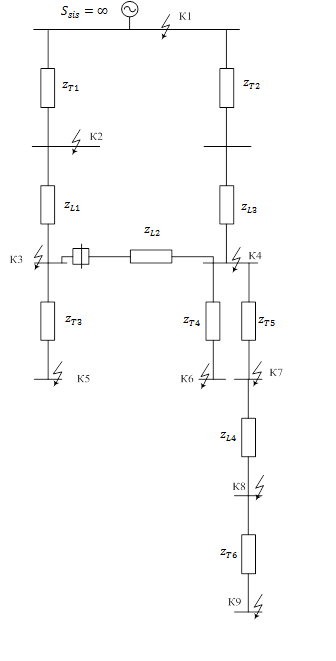 S_sis = ∞
K1
z_T1
z_T2
K2
z_L1
z_L3
z_L2
K3
K4
z_T3
z_T4
z_T5
K5
K6
K7
z_L4
K8
z_T6
K9